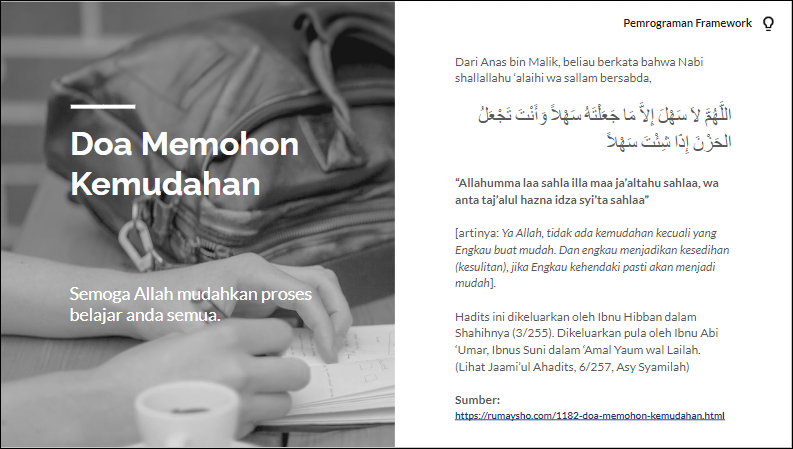 Pemrograman Framework
Doa Memohon
Kemudahan
Semoga Allah mudahkan proses
belajar anda semua.
Dari Anas bin Malik, beliau berkata bahwa Nabi
shallallahu ‘alaihi wa sallam bersabda,
اللَّهُمَّ لاَ سَهْلَ إِلاَّ مَا جَعَلْتَهُ سَهْلاً وَأَنْتَ تَجْعَلُ
الحَزْنَ إِذَا شِئْتَ سَهْلاً
“Allahumma laa sahla illa maa ja’altahu sahlaa, wa
anta taj’alul hazna idza syi’ta sahlaa”
[artinya: Ya Allah, tidak ada kemudahan kecuali yang
Engkau buat mudah. Dan engkau menjadikan kesedihan
(kesulitan), jika Engkau kehendaki pasti akan menjadi
mudah].
Hadits ini dikeluarkan oleh Ibnu Hibban dalam
Shahihnya (3/255). Dikeluarkan pula oleh Ibnu Abi
‘Umar, Ibnus Suni dalam ‘Amal Yaum wal Lailah.
(Lihat Jaami’ul Ahadits, 6/257, Asy Syamilah)
Sumber:
https://rumaysho.com/1182-doa-memohon-kemudahan.html